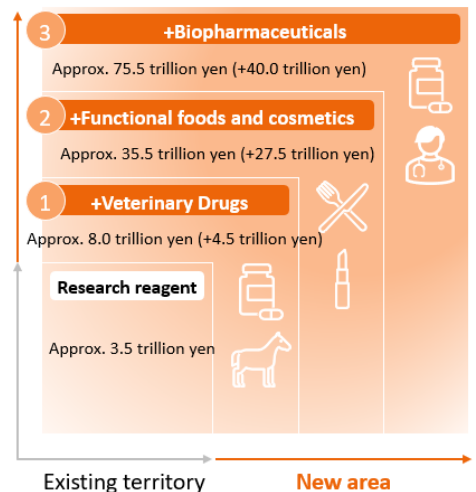 3
+Biopharmaceuticals
Approx. 75.5 trillion yen (+40.0 trillion yen)
2
+Functional foods and cosmetics
Approx. 35.5 trillion yen (+27.5 trillion yen)
1
+Veterinary Drugs
Approx. 8.0 trillion yen (+4.5 trillion yen)
Research reagent
Approx. 3.5 trillion yen
Existing territory
New area